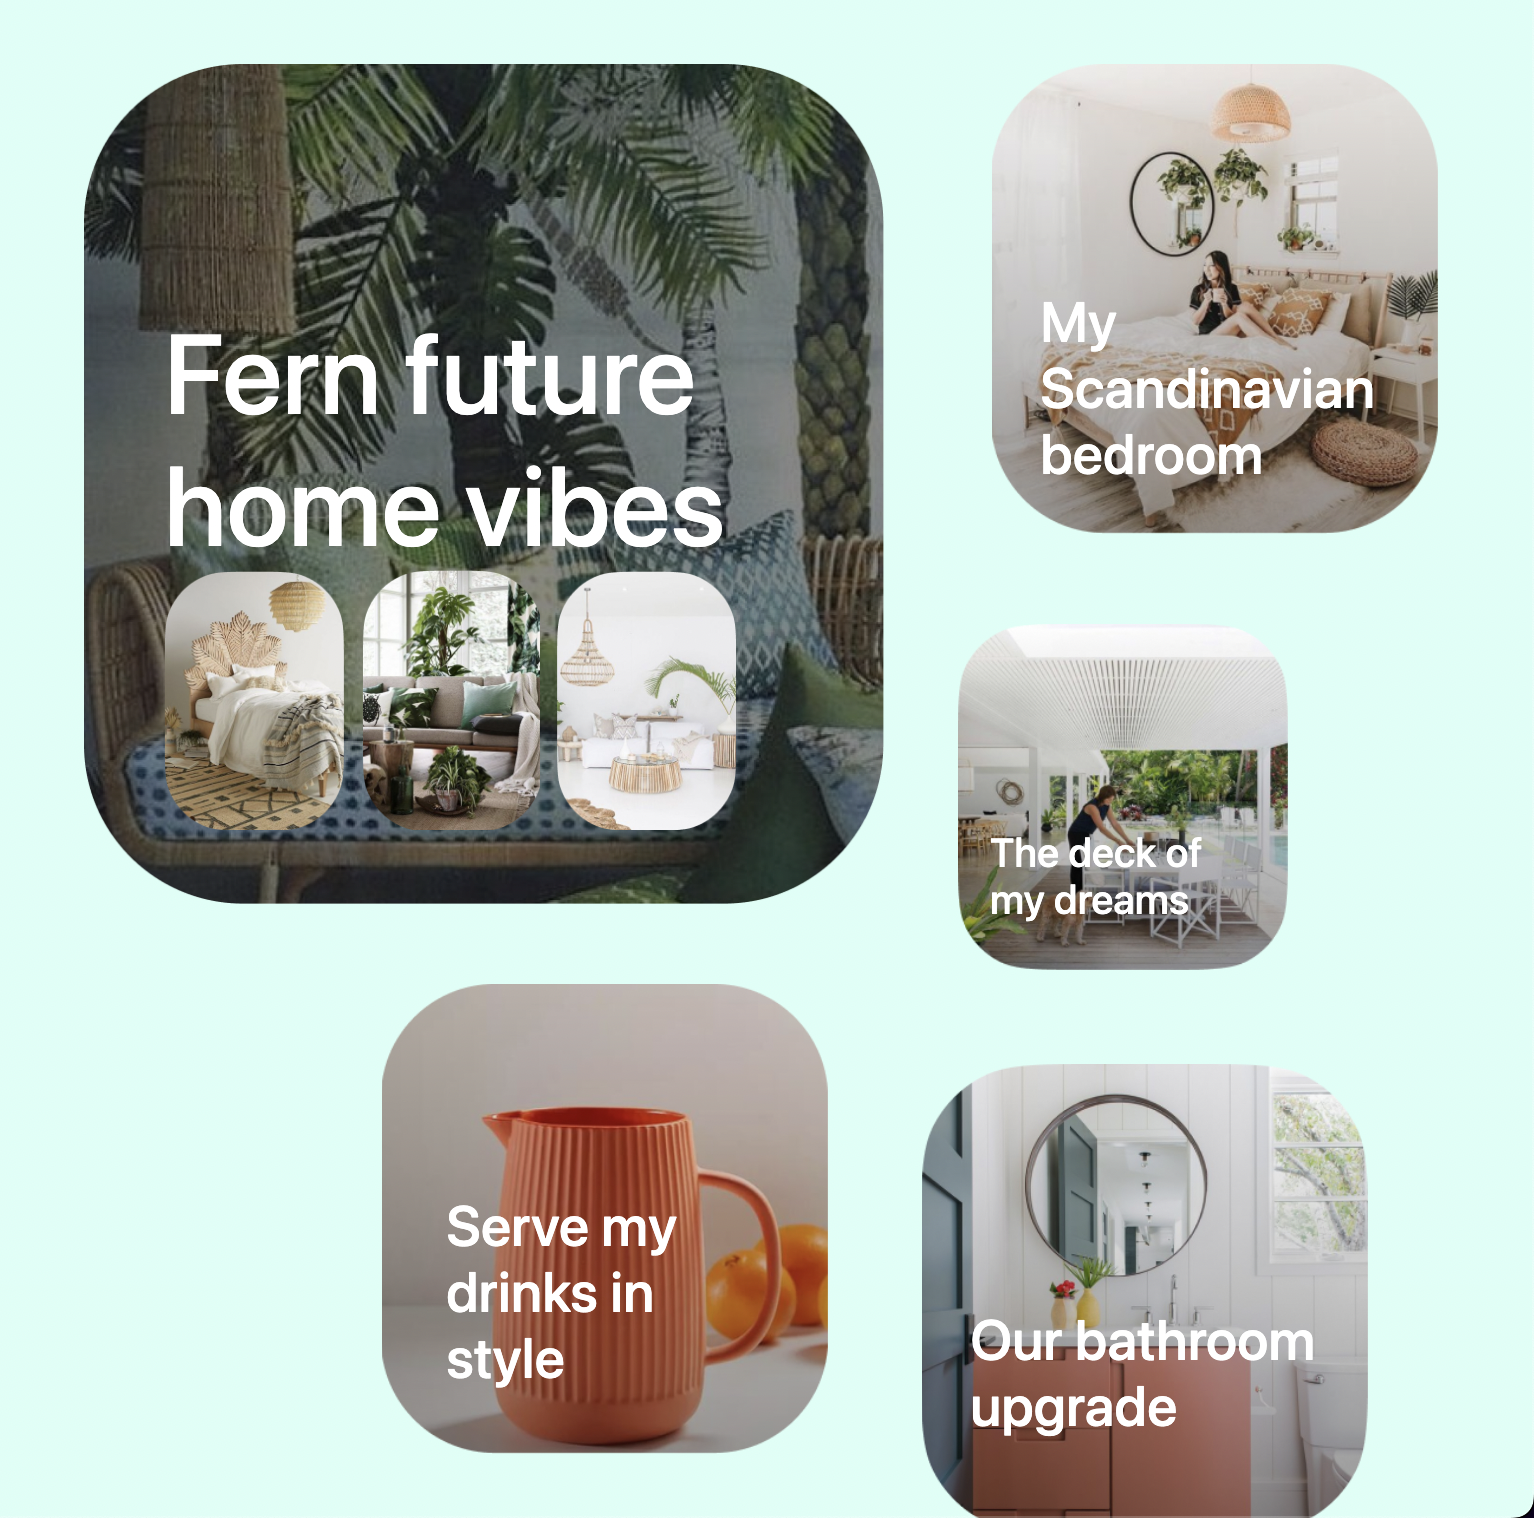 Fern future
home vibes
My
Scandinavian
bedroom
The deck of
my dreams
Serve my
drinks in
style
Our bathroom
upgrade